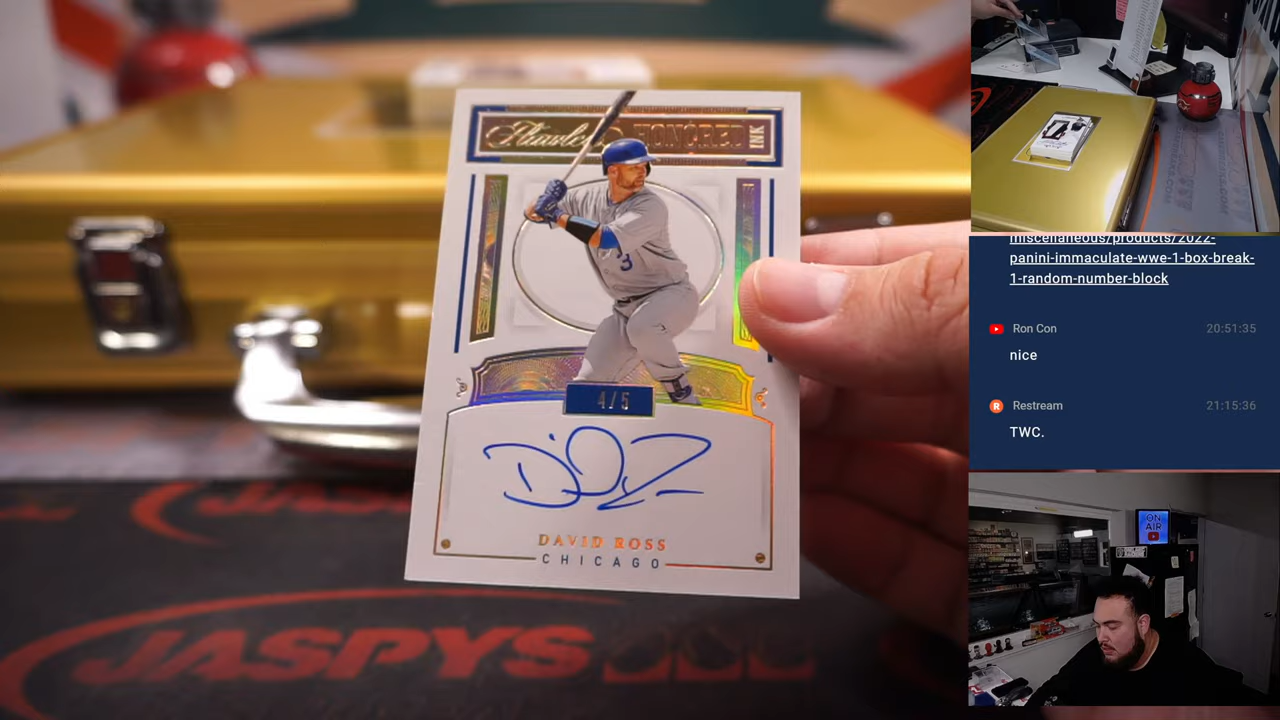 Flawless HONORED INK
3
4/5
DAVID ROSS
CHICAGO
JASPYS
miscellaneous/products/2022-
panini-immaculate-wwe-1-box-break-
1-random-number-block
Ron Con 20:51:35
nice
Restream 21:15:36
TWC.
ON
AIR